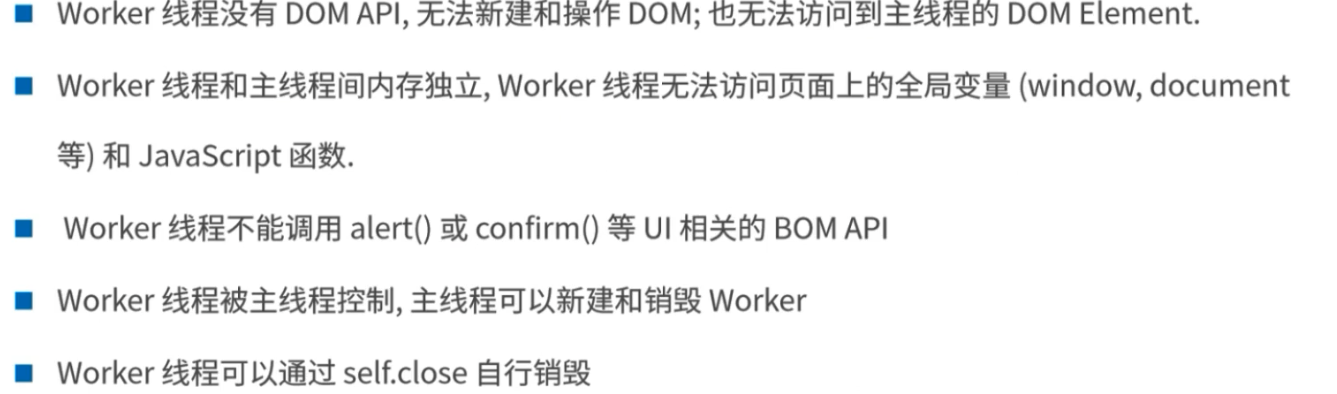 ■ Worker 线程没有 DOM API, 无法新建和操作 DOM; 也无法访问到主线程的 DOM Element.
■ Worker 线程和主线程间内存独立, Worker 线程无法访问页面上的全局变量 (window, document
等) 和 JavaScript 函数.
■ Worker 线程不能调用 alert() 或 confirm() 等 UI 相关的 BOM API
■ Worker 线程被主线程控制, 主线程可以新建和销毁 Worker
■ Worker 线程可以通过 self.close 自行销毁